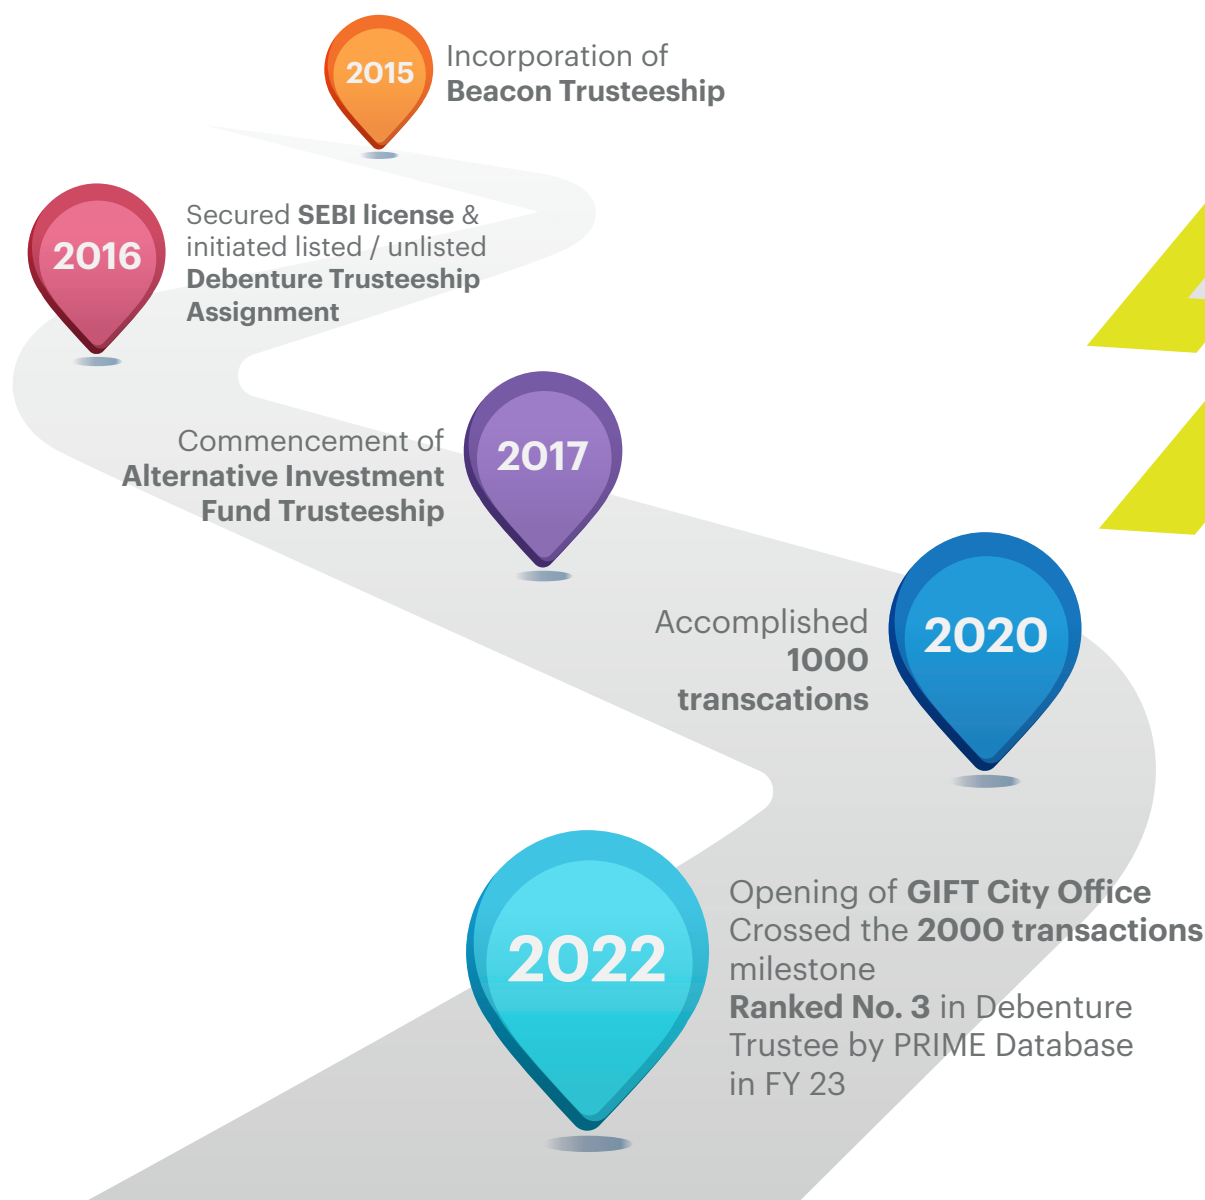 2015
Incorporation of
Beacon Trusteeship
2016
Secured SEBI license &
initiated listed / unlisted
Debenture Trusteeship
Assignment
Commencement of
Alternative Investment
Fund Trusteeship
2017
Accomplished
1000
transcations
2020
2022
Opening of GIFT City Office
Crossed the 2000 transactions
milestone
Ranked No. 3 in Debenture
Trustee by PRIME Database
in FY 23